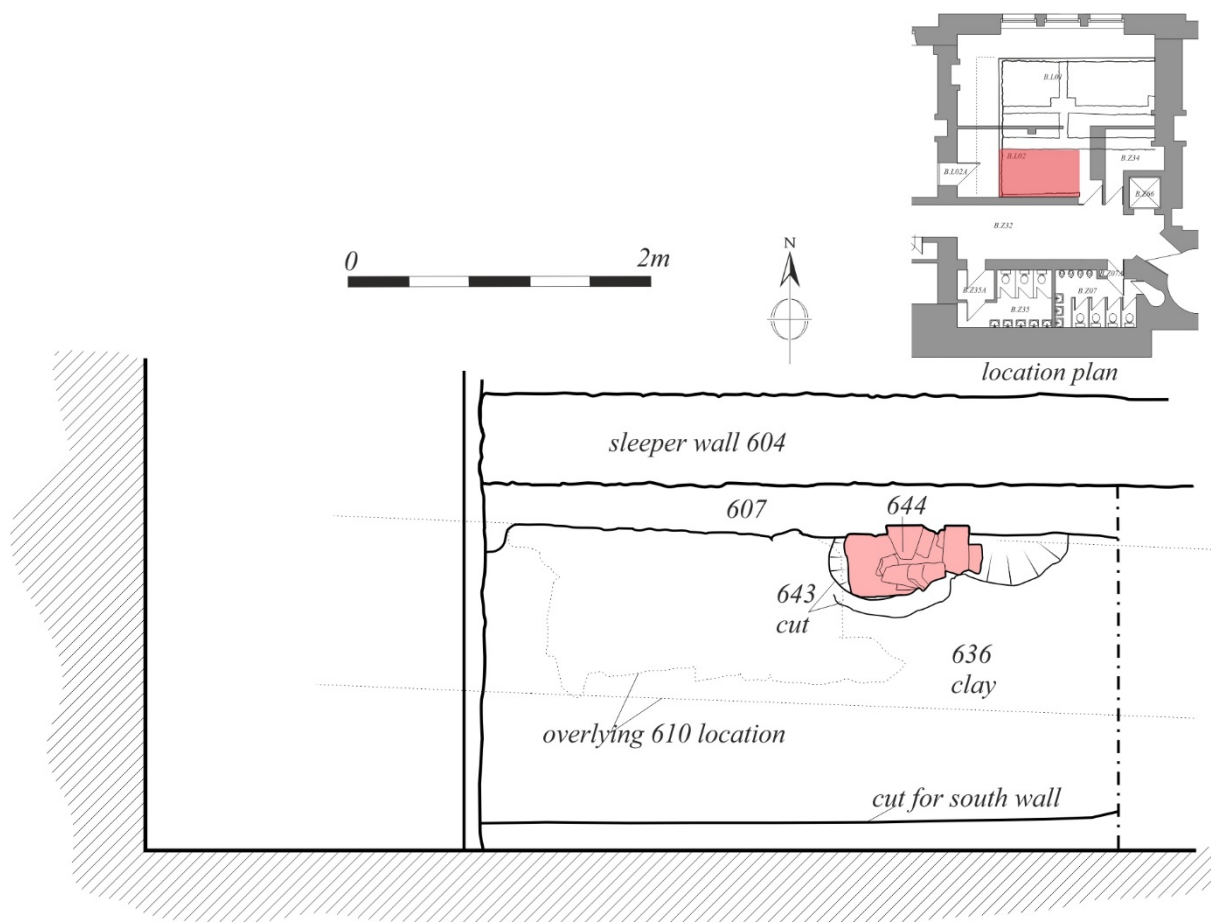 B.L01
B.L02
B.Z34
B.L02A
B.Z66
B.Z32
B.Z35A
B.Z07A
B.Z35
B.Z07
location plan
N
0 2m
sleeper wall 604
607
644
643
cut
636
clay
overlying 610 location
cut for south wall